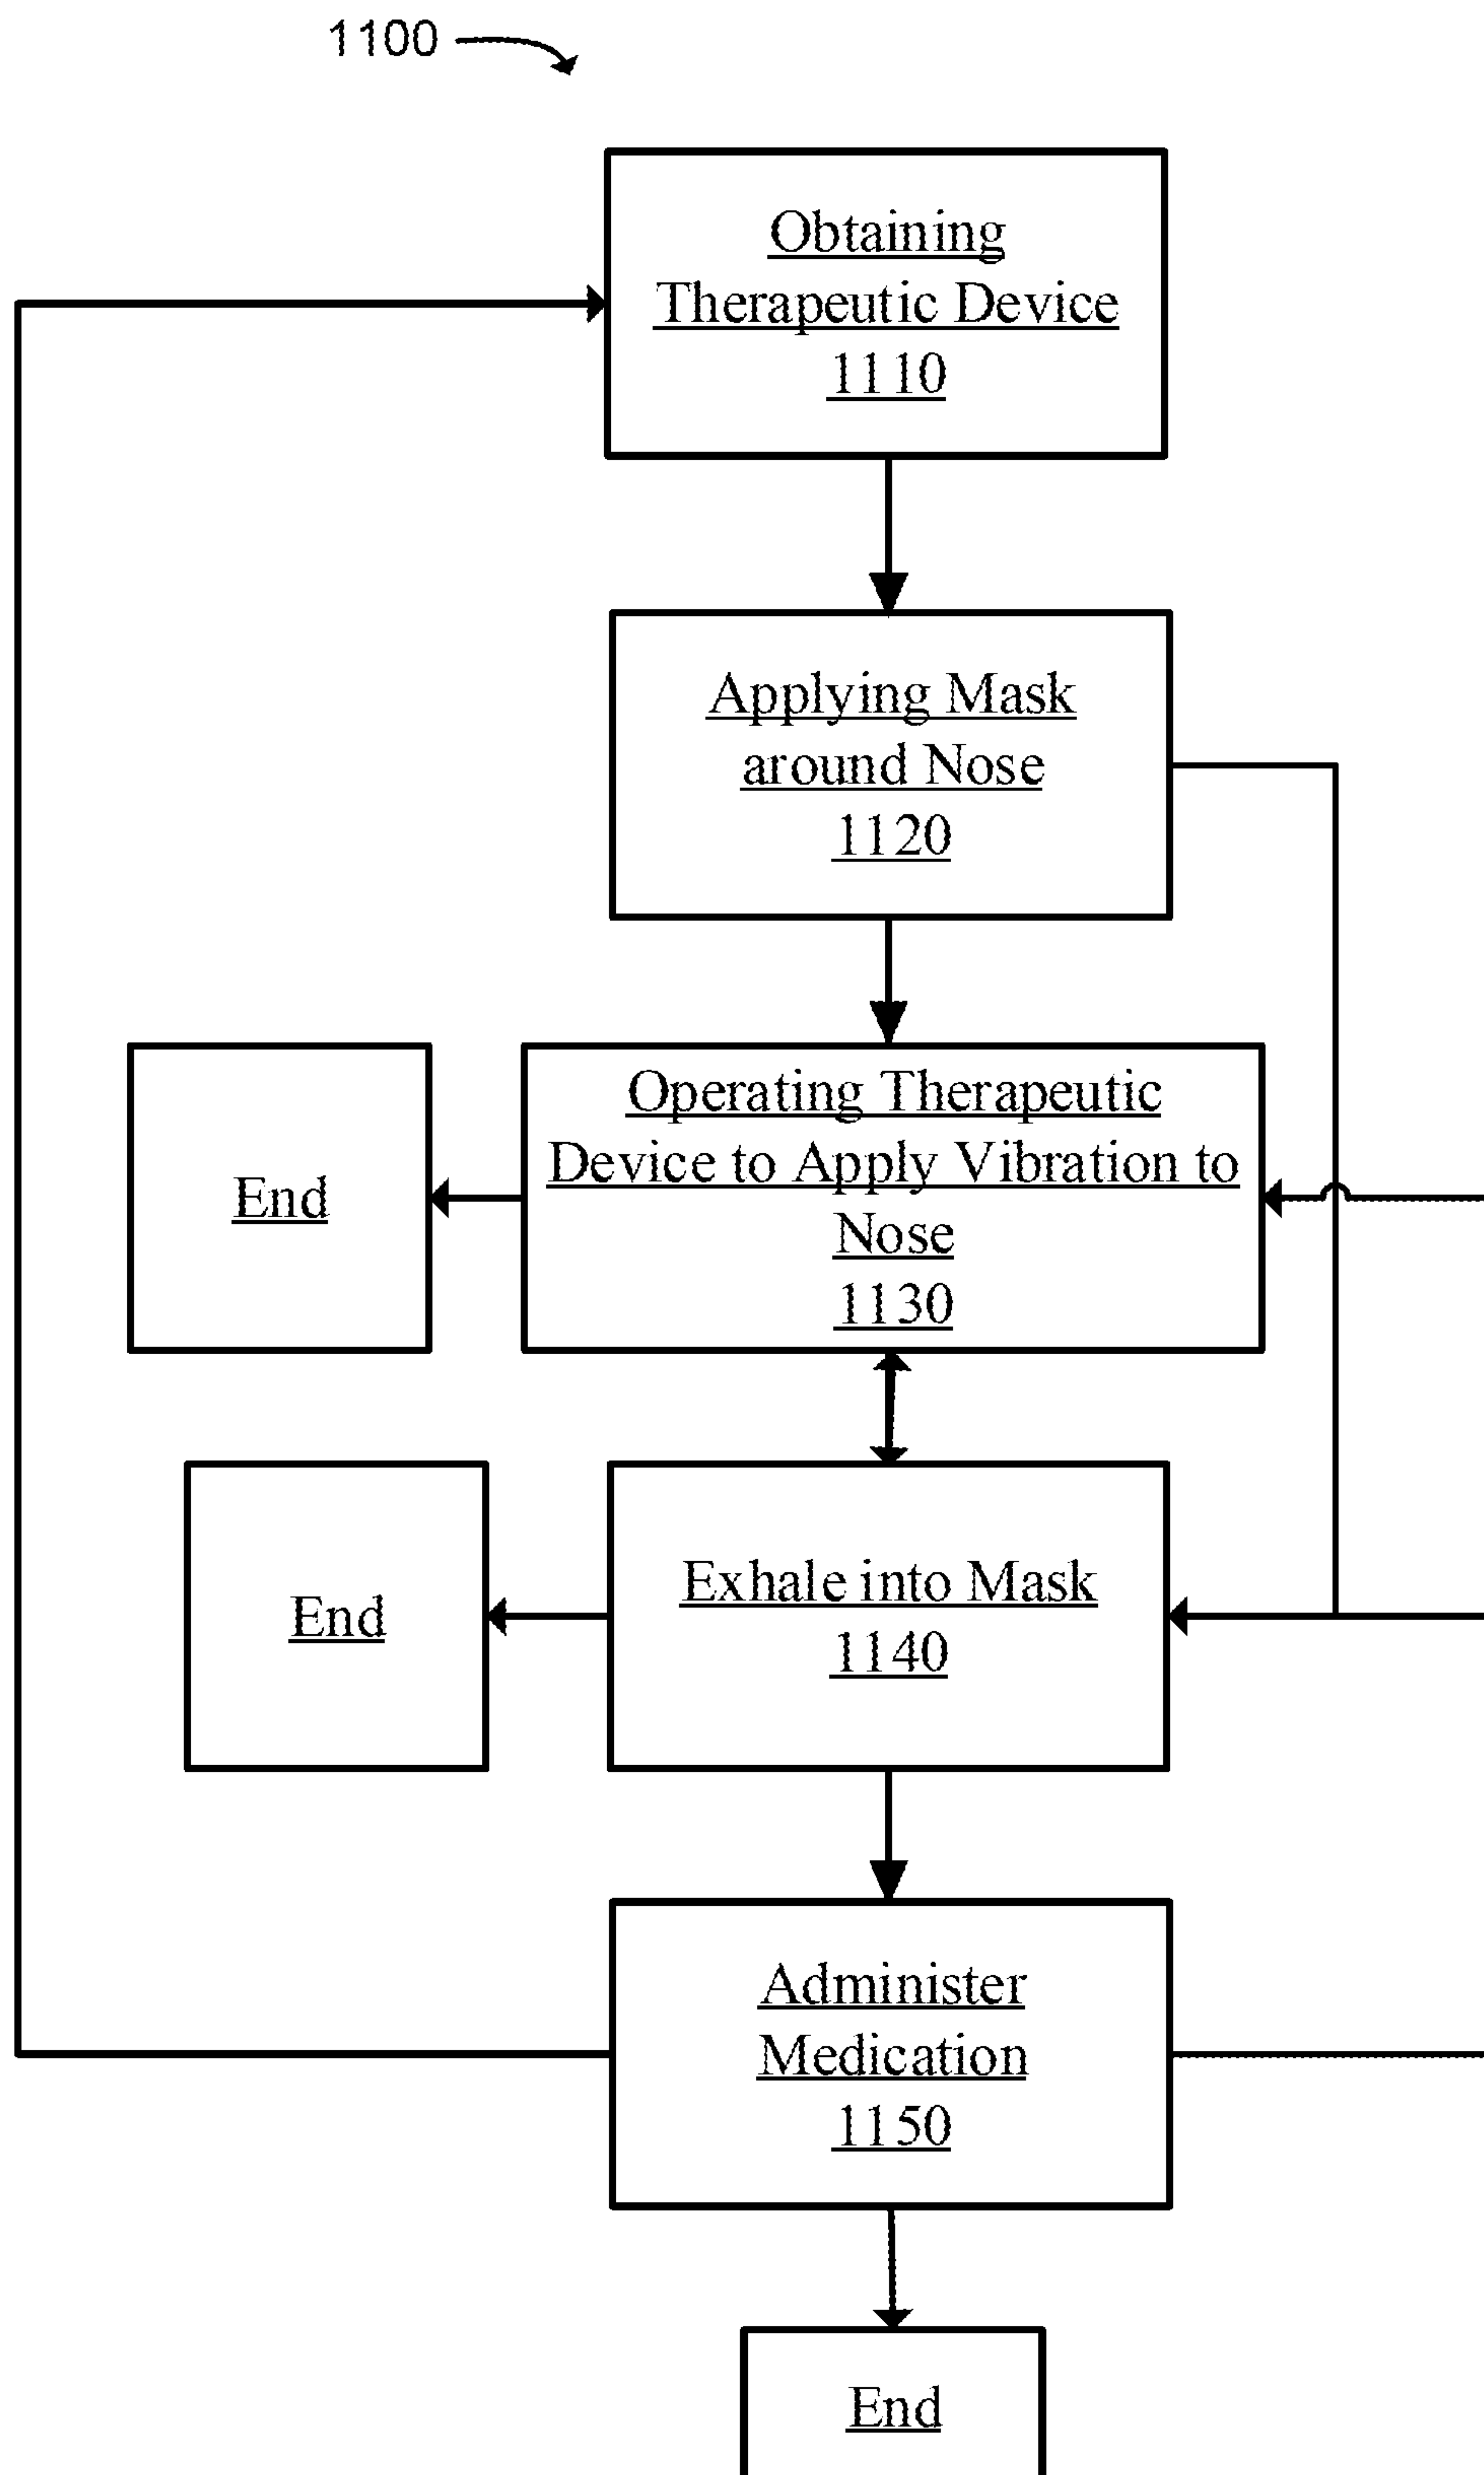 1100
Obtaining
Therapeutic Device
1110
Applying Mask
around Nose
1120
Operating Therapeutic
Device to Apply Vibration to
Nose
1130
End
Exhale into Mask
1140
End
Administer
Medication
1150
End